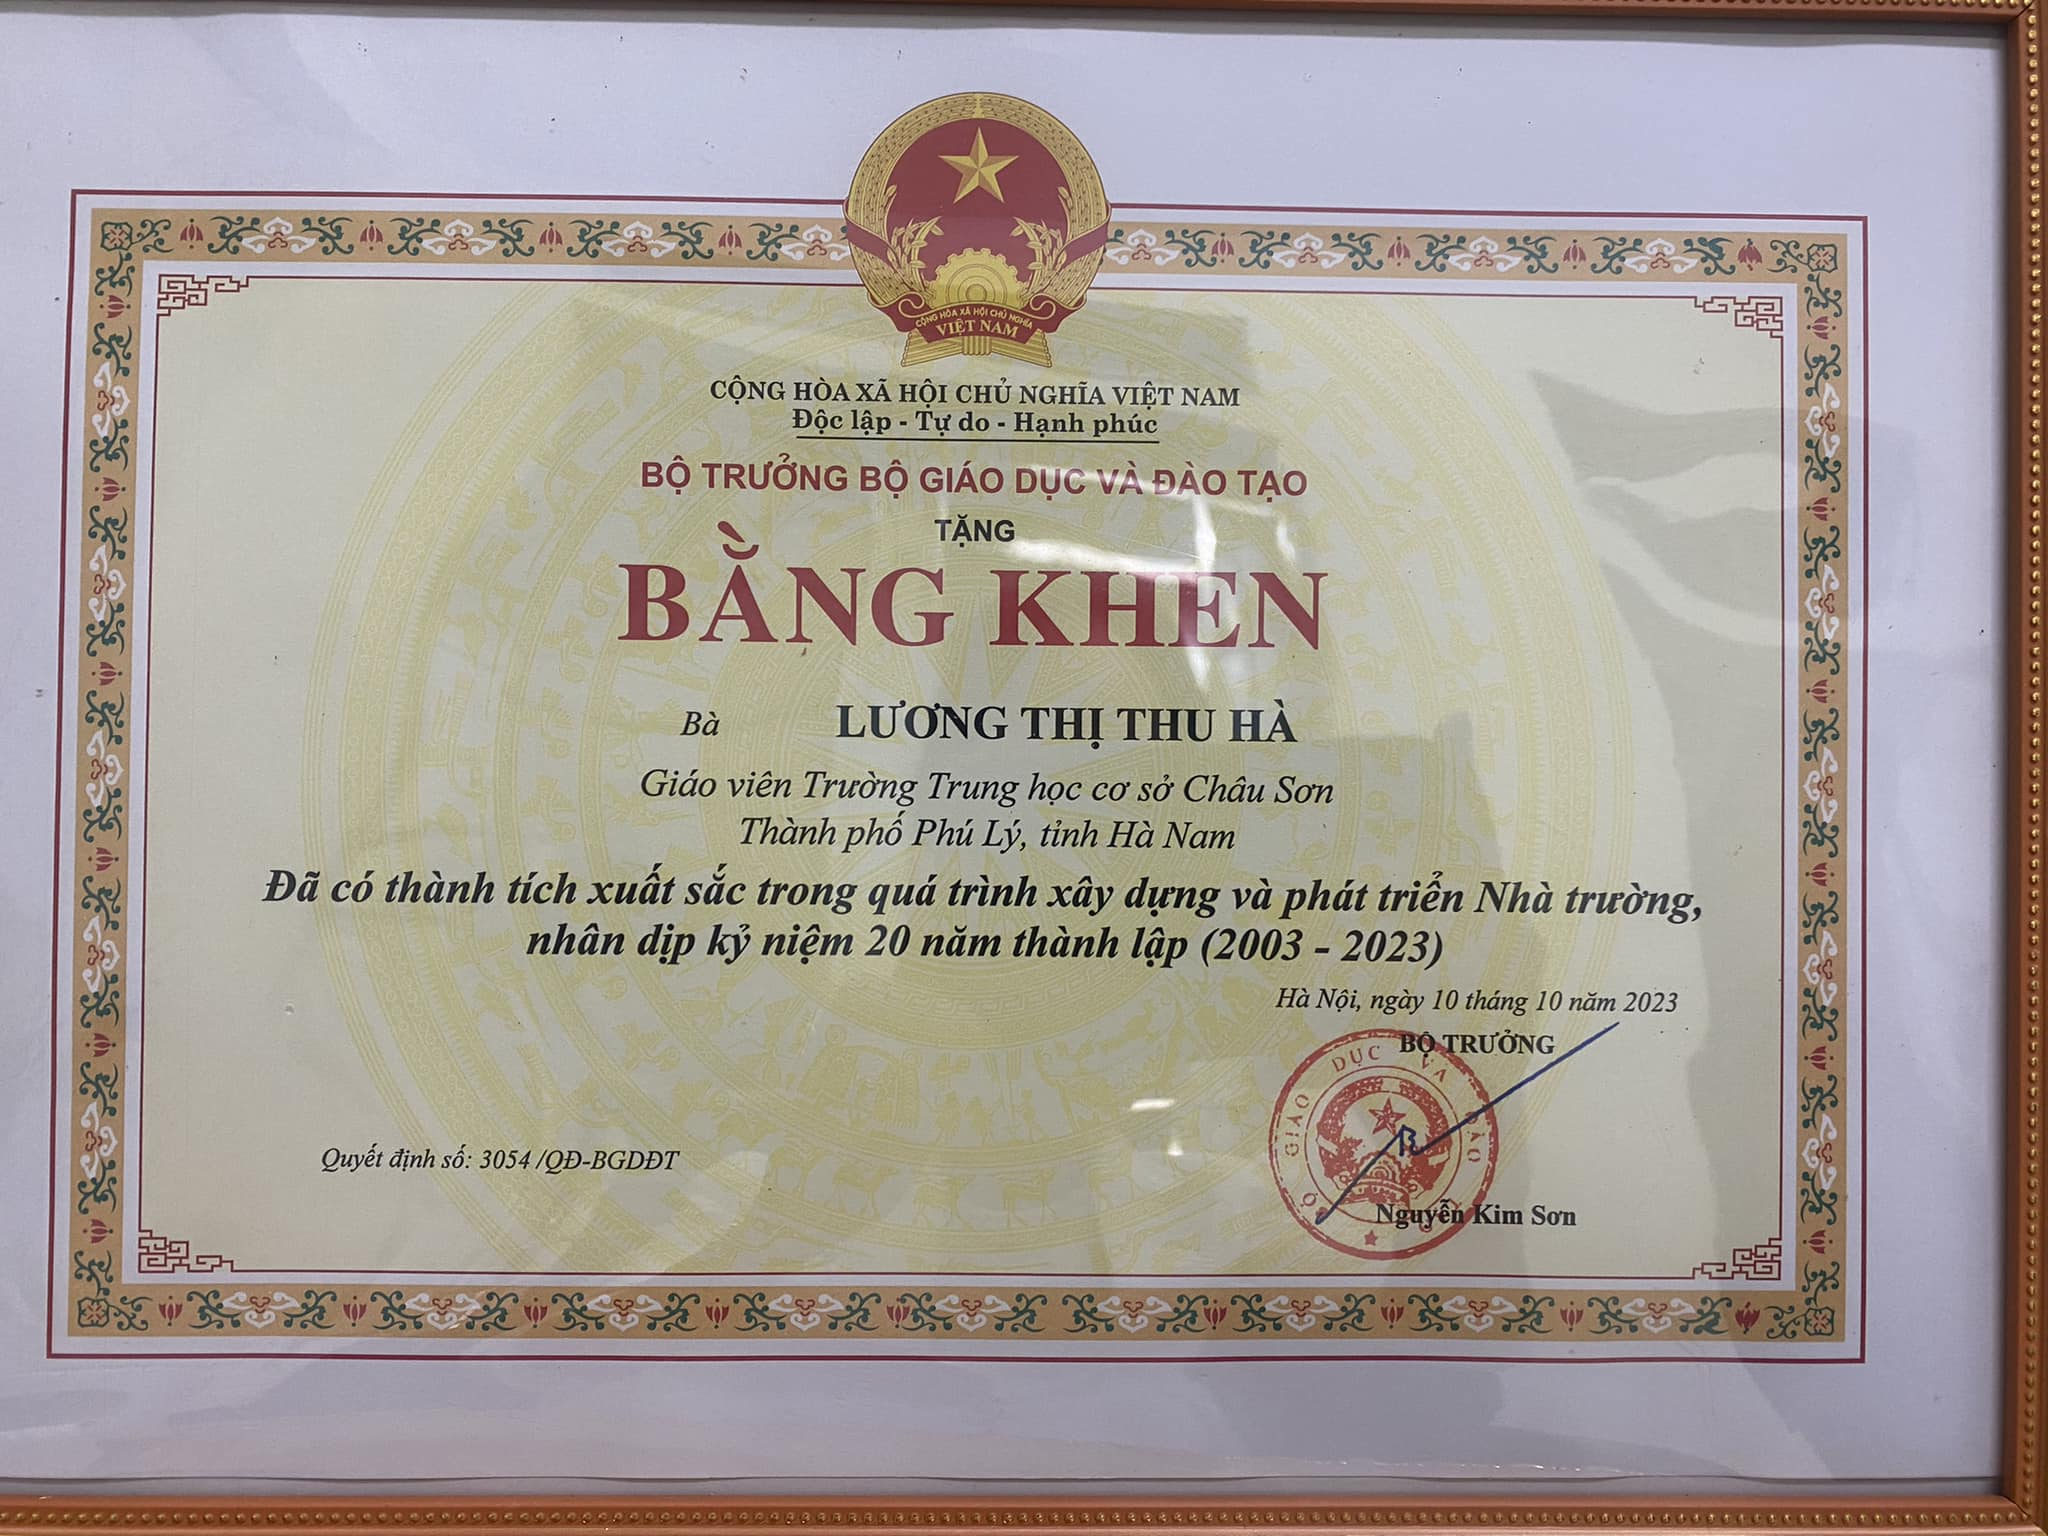 CỘNG HÒA XÃ HỘI CHỦ NGHĨA
VIỆT NAM
CỘNG HÒA XÃ HỘI CHỦ NGHĨA VIỆT NAM
Độc lập - Tự do - Hạnh phúc
BỘ TRƯỞNG BỘ GIÁO DỤC VÀ ĐÀO TẠO
TẶNG
BẰNG KHEN
Bà LƯƠNG THỊ THU HÀ
Giáo viên Trường Trung học cơ sở Châu Sơn
Thành phố Phú Lý, tỉnh Hà Nam
Đã có thành tích xuất sắc trong quá trình xây dựng và phát triển Nhà trường,
nhân dịp kỷ niệm 20 năm thành lập (2003 - 2023)
Hà Nội, ngày 10 tháng 10 năm 2023
BỘ TRƯỞNG
BỘ GIÁO DỤC VÀ ĐÀO
Quyết định số: 3054 /QĐ-BGDĐT
Nguyễn Kim Sơn